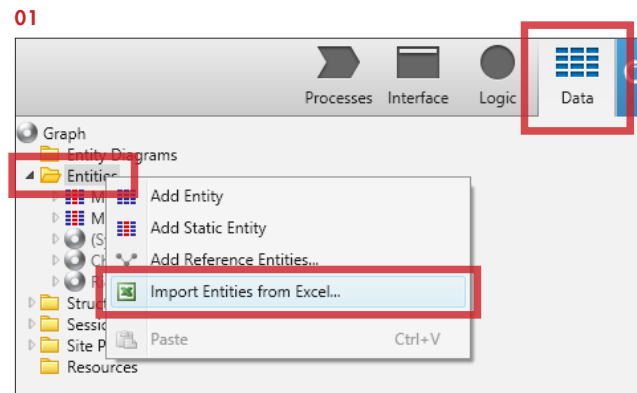 01
Processes Interface Logic Data
Graph
Entity Diagrams
Entities
Add Entity
Add Static Entity
Add Reference Entities...
Import Entities from Excel...
Paste Ctrl+V
Resources